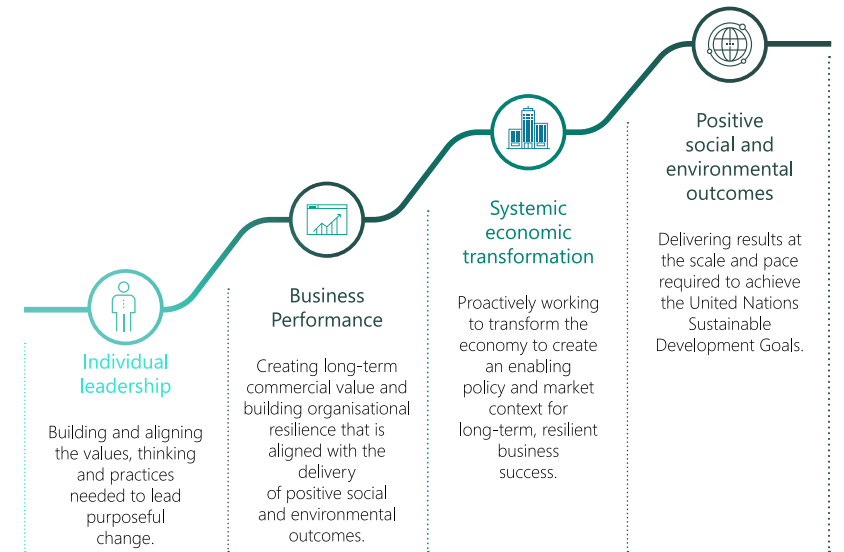 Individual
leadership
Building and aligning
the values, thinking
and practices
needed to lead
purposeful
change.
Business
Performance
Creating long-term
commercial value and
building organisational
resilience that is
aligned with the
delivery
of positive social
and environmental
outcomes.
Systemic
economic
transformation
Proactively working
to transform the
economy to create
an enabling
policy and market
context for
long-term, resilient
business
success.
Positive
social and
environmental
outcomes
Delivering results at
the scale and pace
required to achieve
the United Nations
Sustainable
Development Goals.